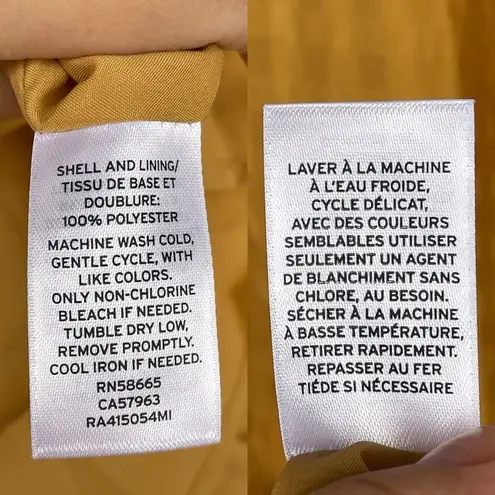 SHELL AND LINING/
TISSU DE BASE ET
DOUBLURE:
100% POLYESTER
MACHINE WASH COLD,
GENTLE CYCLE, WITH
LIKE COLORS.
ONLY NON-CHLORINE
BLEACH IF NEEDED.
TUMBLE DRY LOW,
REMOVE PROMPTLY.
COOL IRON IF NEEDED.
RN58665
CA57963
RA415054MI
LAVER À LA MACHINE
À L'EAU FROIDE,
CYCLE DÉLICAT,
AVEC DES COULEURS
SEMBLABLES UTILISER
SEULEMENT UN AGENT
DE BLANCHIMENT SANS
CHLORE, AU BESOIN.
SÉCHER À LA MACHINE
À BASSE TEMPÉRATURE,
RETIRER RAPIDEMENT.
REPASSER AU FER
TIÉDE SI NÉCESSAIRE